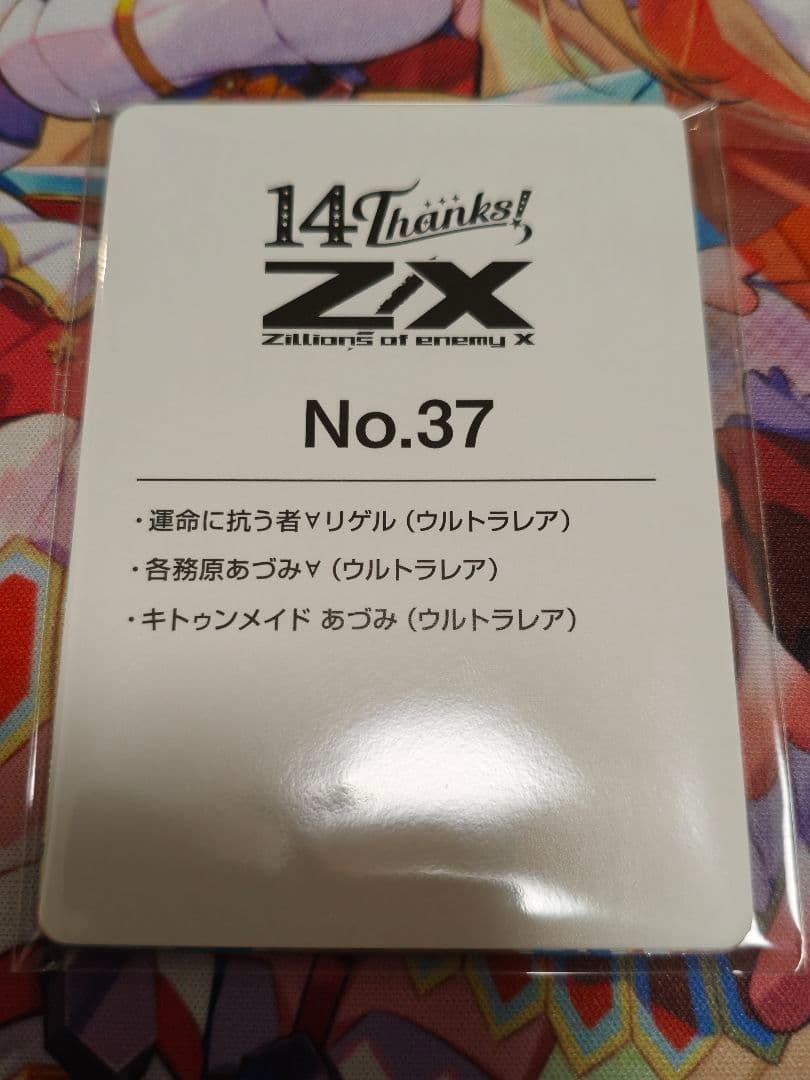 14 Thanks!
Z/X
Zillions of enemy X
No.37
・運命に抗う者∀リゲル (ウルトラレア)
・各務原あづみ∀ (ウルトラレア)
・キトゥンメイド あづみ (ウルトラレア)